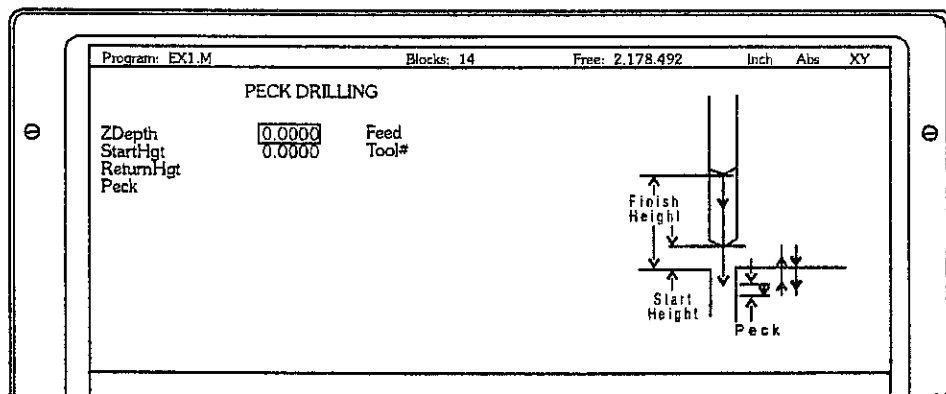 Program: EX1.M Blocks: 14 Free: 2.178.492 Inch Abs XY
PECK DRILLING
ZDepth 0.0000 Feed
StartHgt 0.0000 Tool#
ReturnHgt
Peck
Finish
Height
Start
Height
Peck